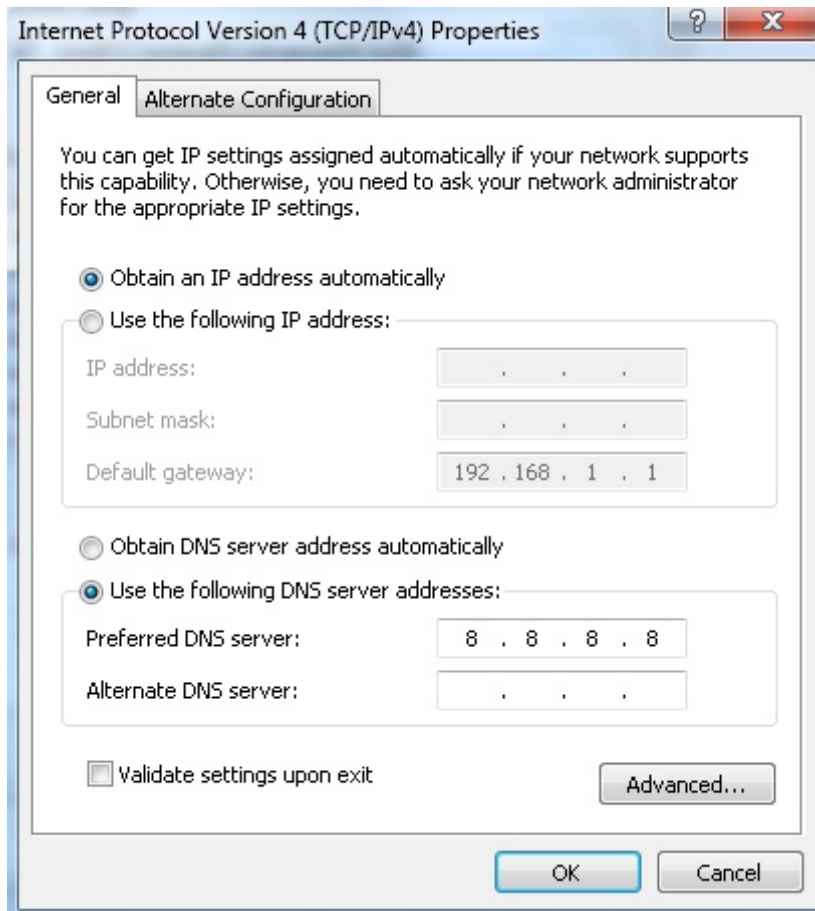 Internet Protocol Version 4 (TCP/IPv4) Properties
?
General
Alternate Configuration
You can get IP settings assigned automatically if your network supports
this capability. Otherwise, you need to ask your network administrator
for the appropriate IP settings.
Obtain an IP address automatically
Use the following IP address:
IP address: . . .
Subnet mask: . . .
Default gateway: 192 . 168 . 1 . 1
Obtain DNS server address automatically
Use the following DNS server addresses:
Preferred DNS server: 8 . 8 . 8 . 8
Alternate DNS server: . . .
Validate settings upon exit
Advanced...
OK
Cancel